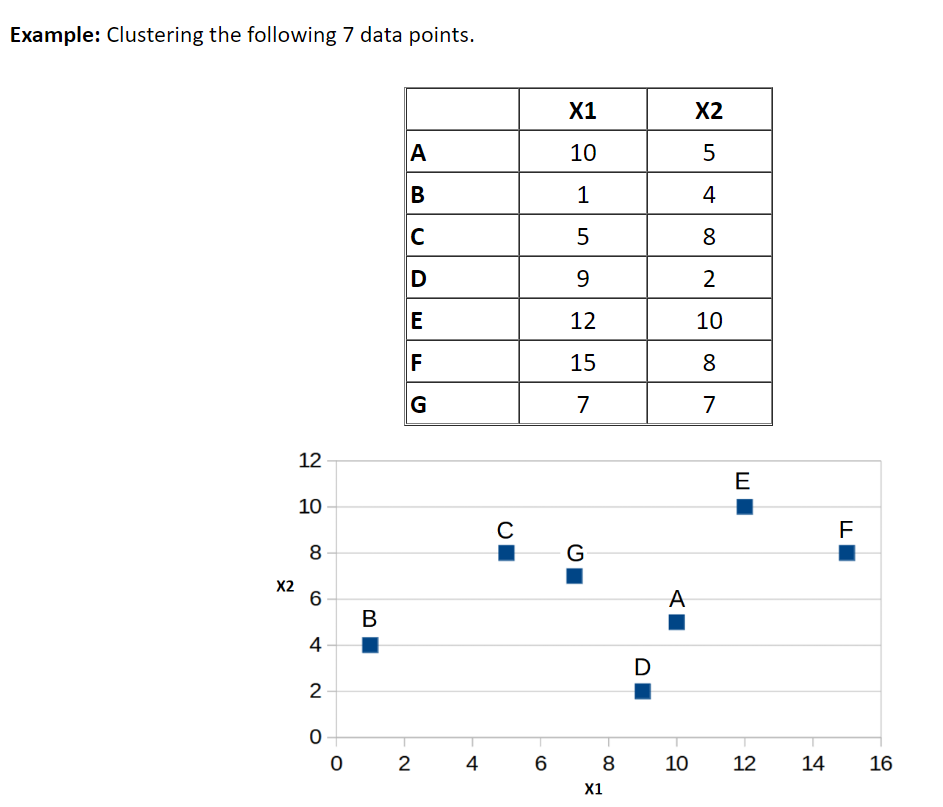 Example: Clustering the following 7 data points.
X1 X2
A 10 5
B 1 4
C 5 8
D 9 2
E 12 10
F 15 8
G 7 7
12
E
10
C F
8 G
X2
6 A
B
4
D
2
0
0 2 4 6 8 10 12 14 16
X1